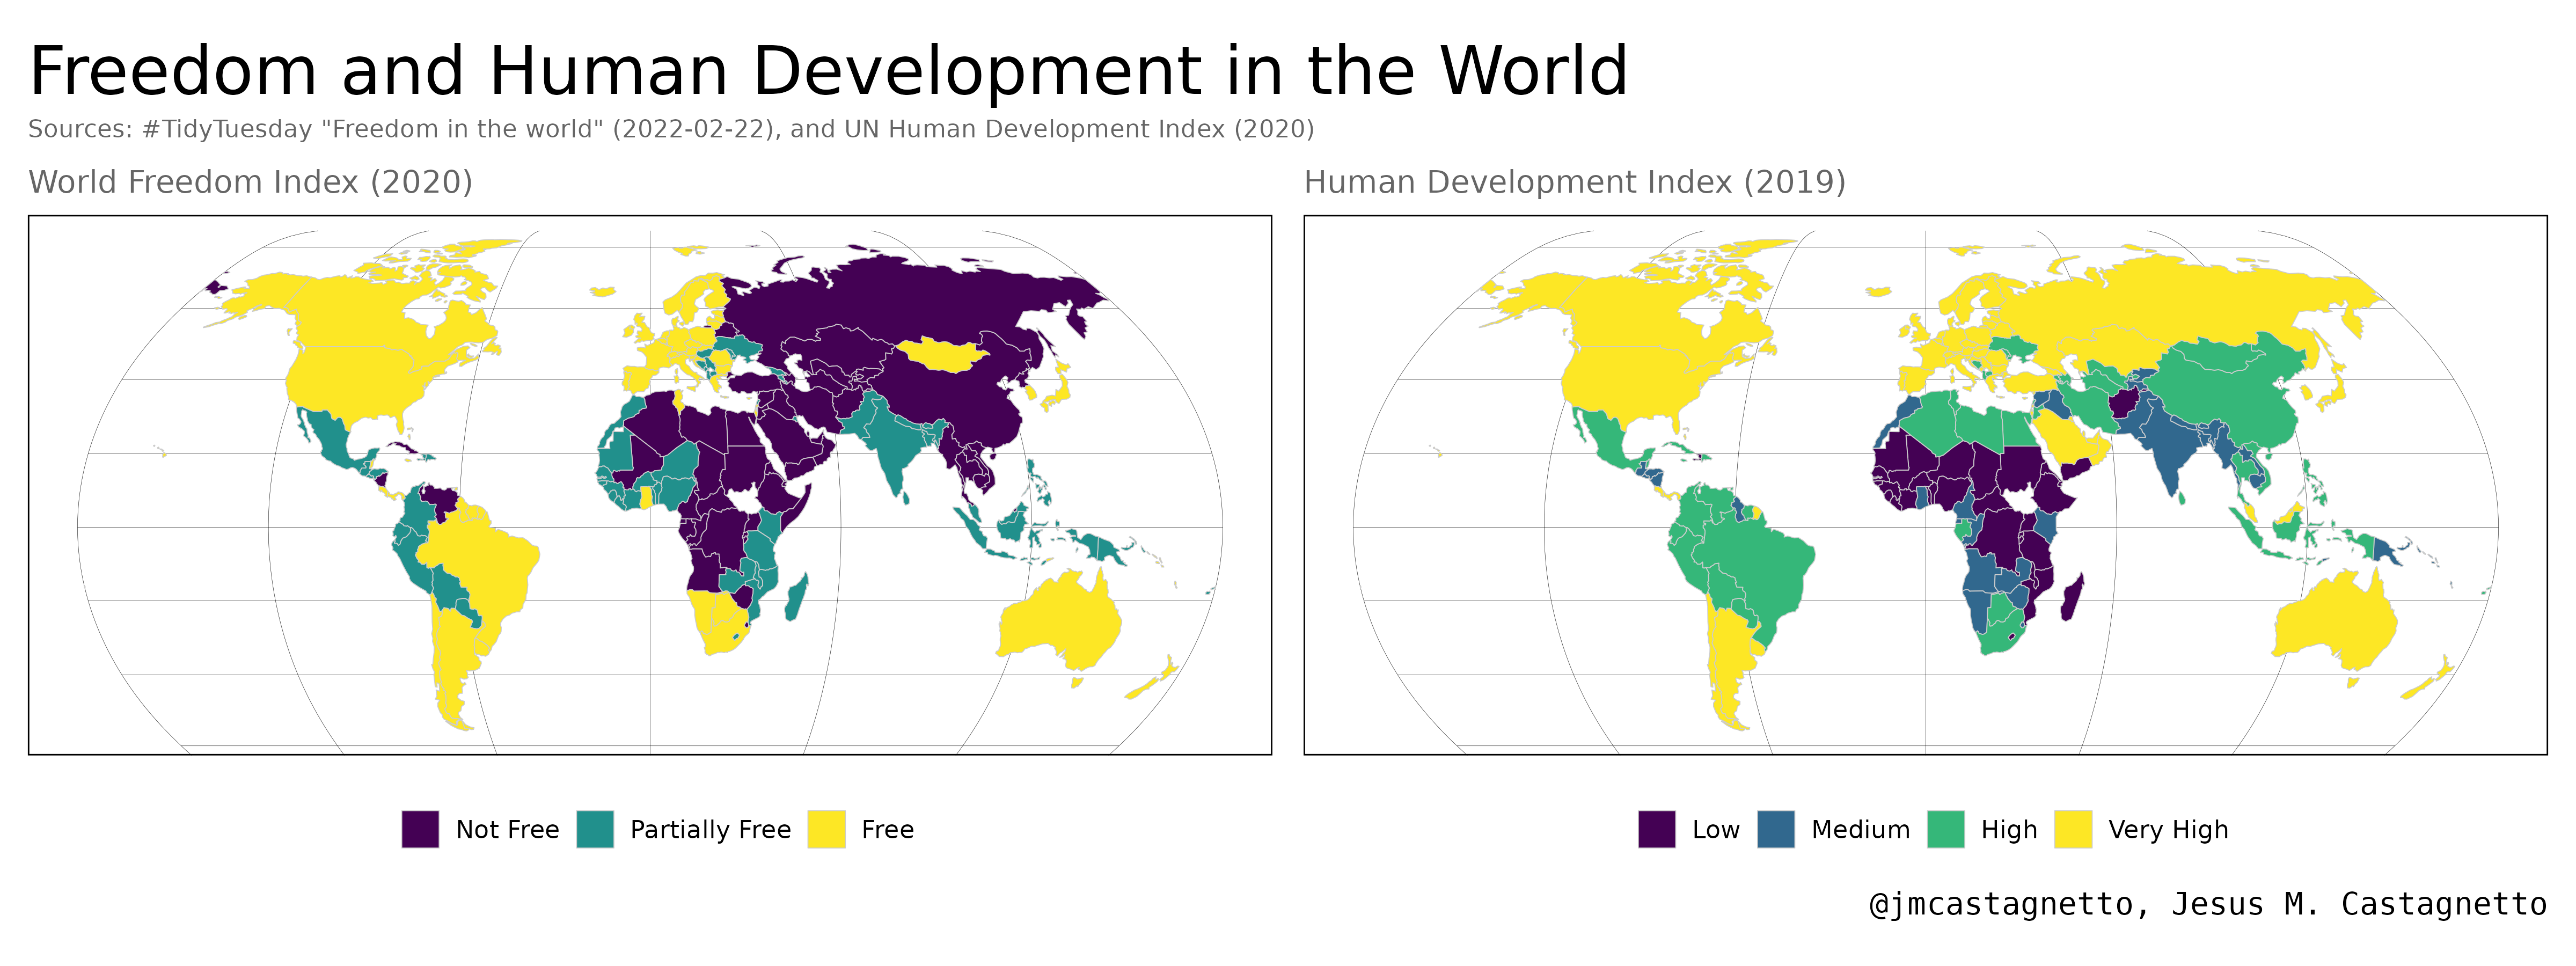 Freedom and Human Development in the World
Sources: #TidyTuesday "Freedom in the world" (2022-02-22), and UN Human Development Index (2020)
World Freedom Index (2020)
Human Development Index (2019)
Not Free
Partially Free
Free
Low
Medium
High
Very High
@jmcastagnetto, Jesus M. Castagnetto